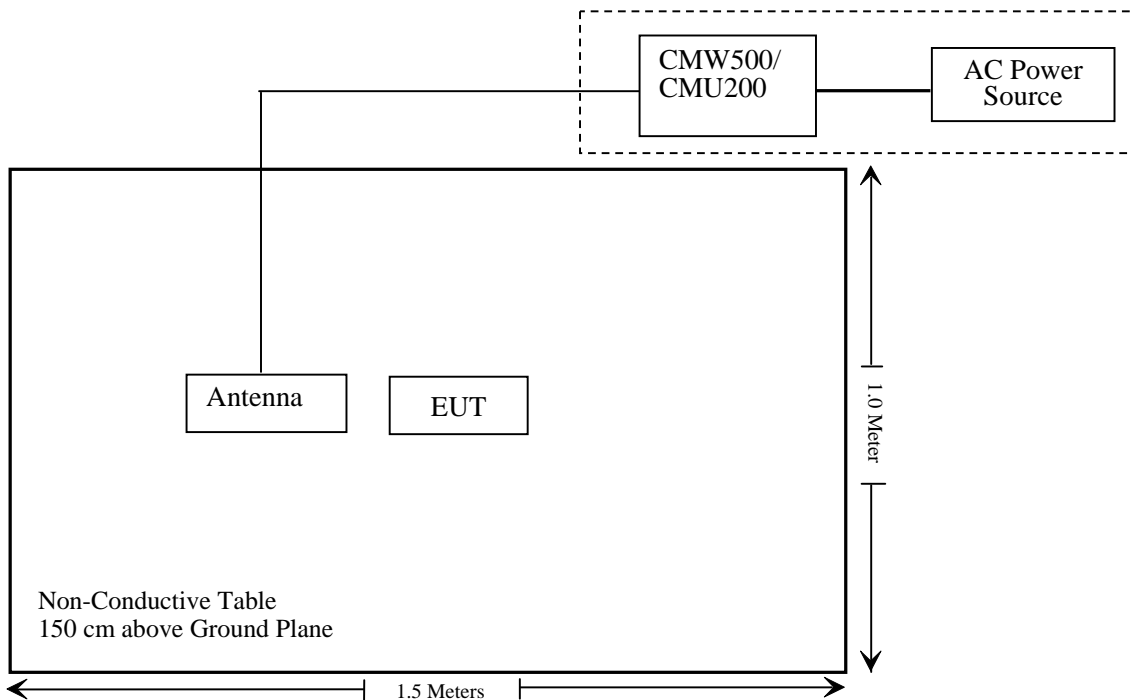 CMW500/
CMU200
AC Power
Source
Antenna
EUT
1.0 Meter
Non-Conductive Table
150 cm above Ground Plane
1.5 Meters